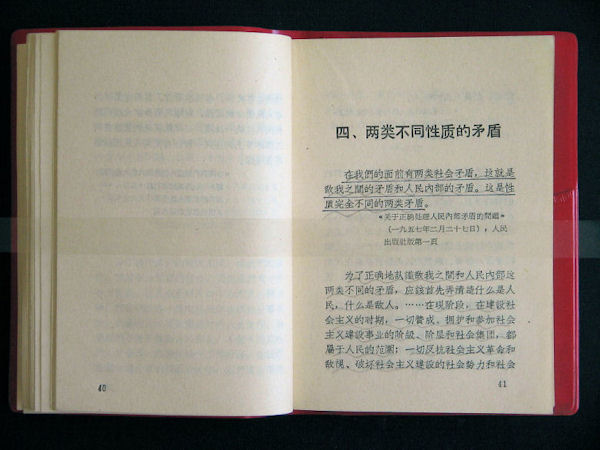 40
四、两类不同性质的矛盾
在我們的面前有两类社会矛盾，这就是
敌我之間的矛盾和人民內部的矛盾。这是性
质完全不同的两类矛盾。
*关于正确处理人民內部矛盾的問題*
（一九五七年二月二十七日），人民
出版社版第一頁
为了正确地认識敌我之間和人民內部这
两类不同的矛盾，应該首先弄清楚什么是人
民，什么是敌人。……在現阶段，在建設社
会主义的时期，一切贊成、拥护和参加社会
主义建設事业的阶級、阶层和社会集团，都
屬于人民的范圍；一切反抗社会主义革命和
敌視、破坏社会主义建設的社会势力和社会
41